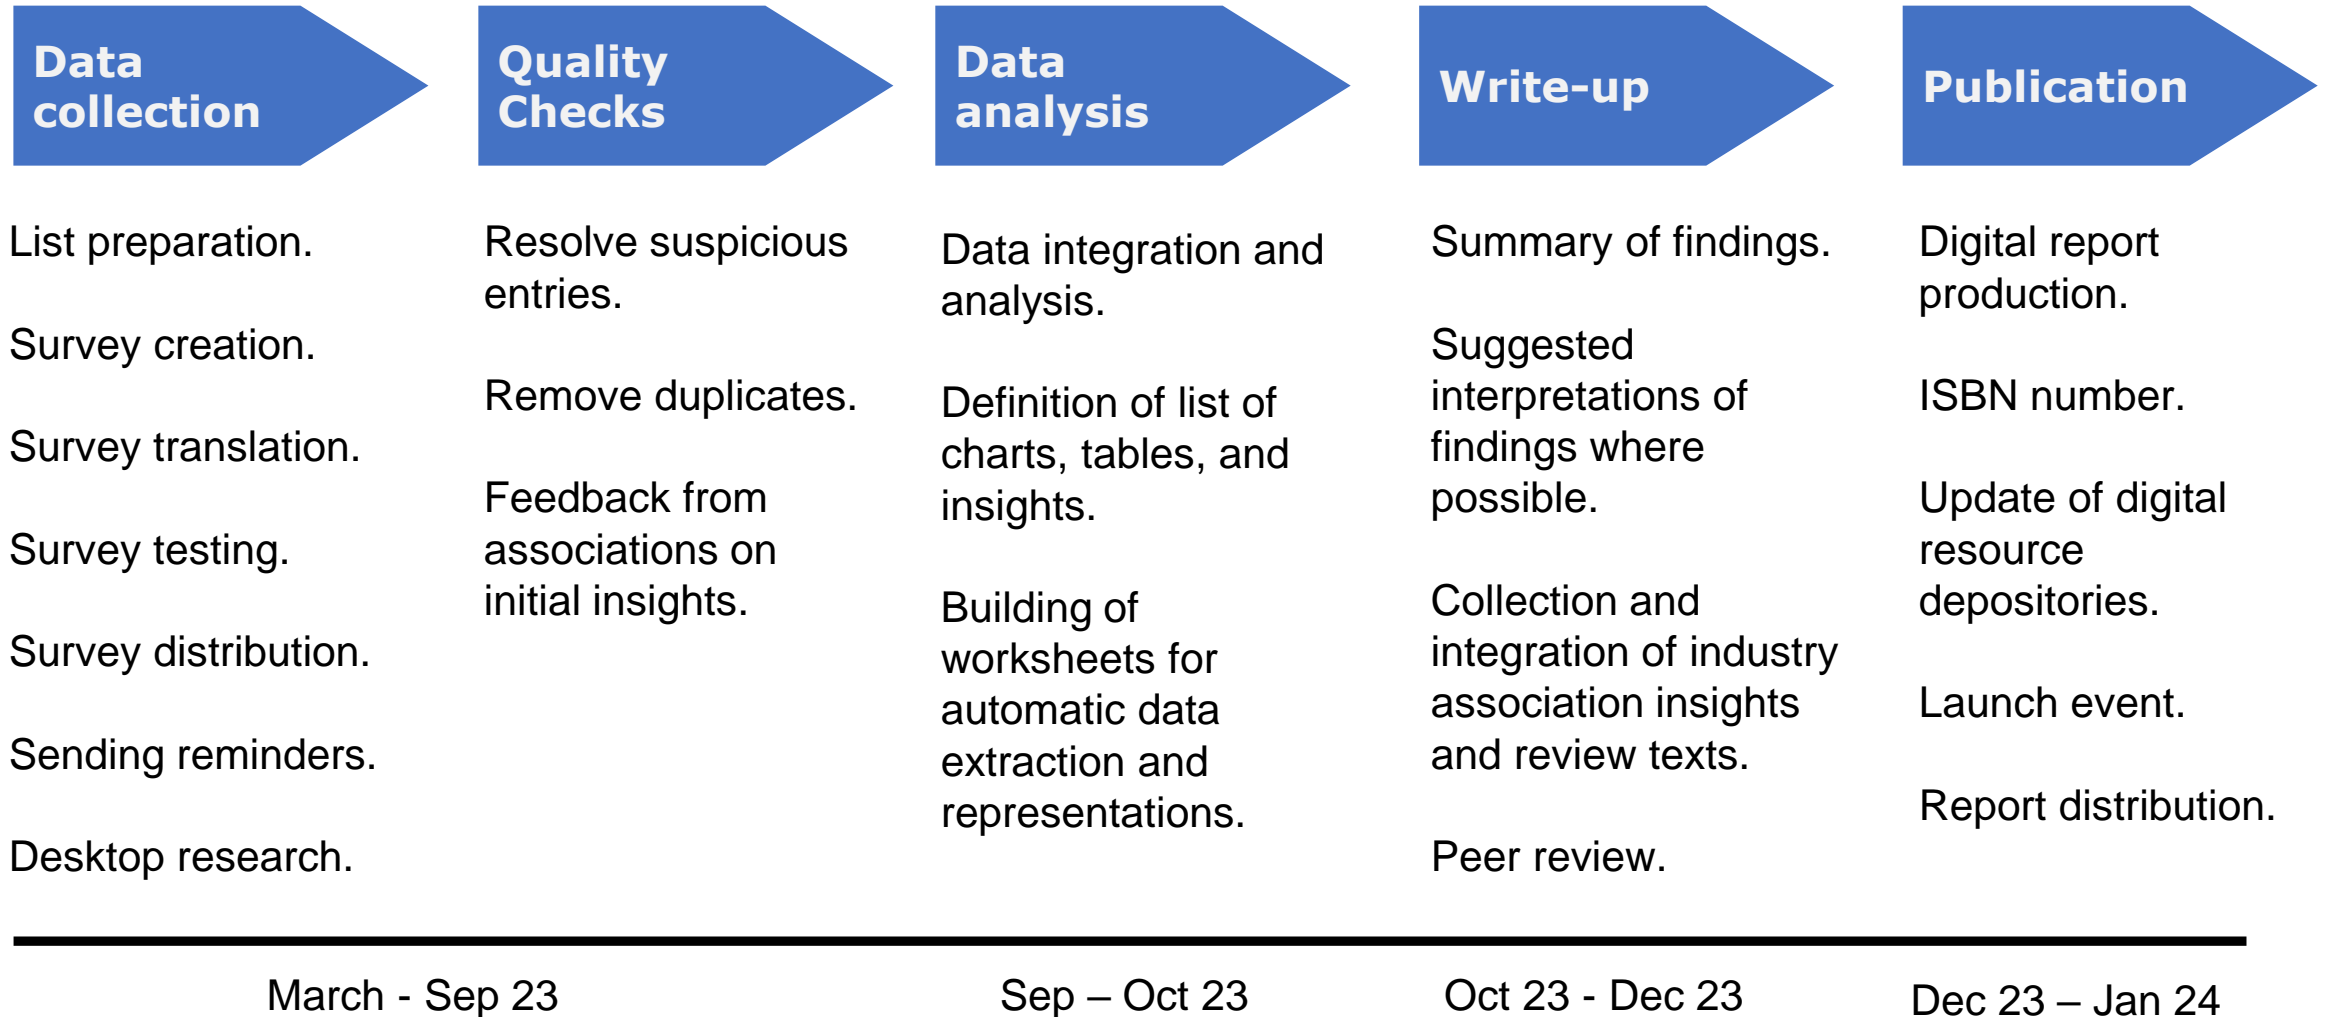 Data
collection
Quality
Checks
Data
analysis
Write-up
Publication
List preparation.
Survey creation.
Survey translation.
Survey testing.
Survey distribution.
Sending reminders.
Desktop research.
Resolve suspicious
entries.
Remove duplicates.
Feedback from
associations on
initial insights.
Data integration and
analysis.
Definition of list of
charts, tables, and
insights.
Building of
worksheets for
automatic data
extraction and
representations.
Summary of findings.
Suggested
interpretations of
findings where
possible.
Collection and
integration of industry
association insights
and review texts.
Peer review.
Digital report
production.
ISBN number.
Update of digital
resource
depositories.
Launch event.
Report distribution.
March - Sep 23
Sep – Oct 23
Oct 23 - Dec 23
Dec 23 – Jan 24